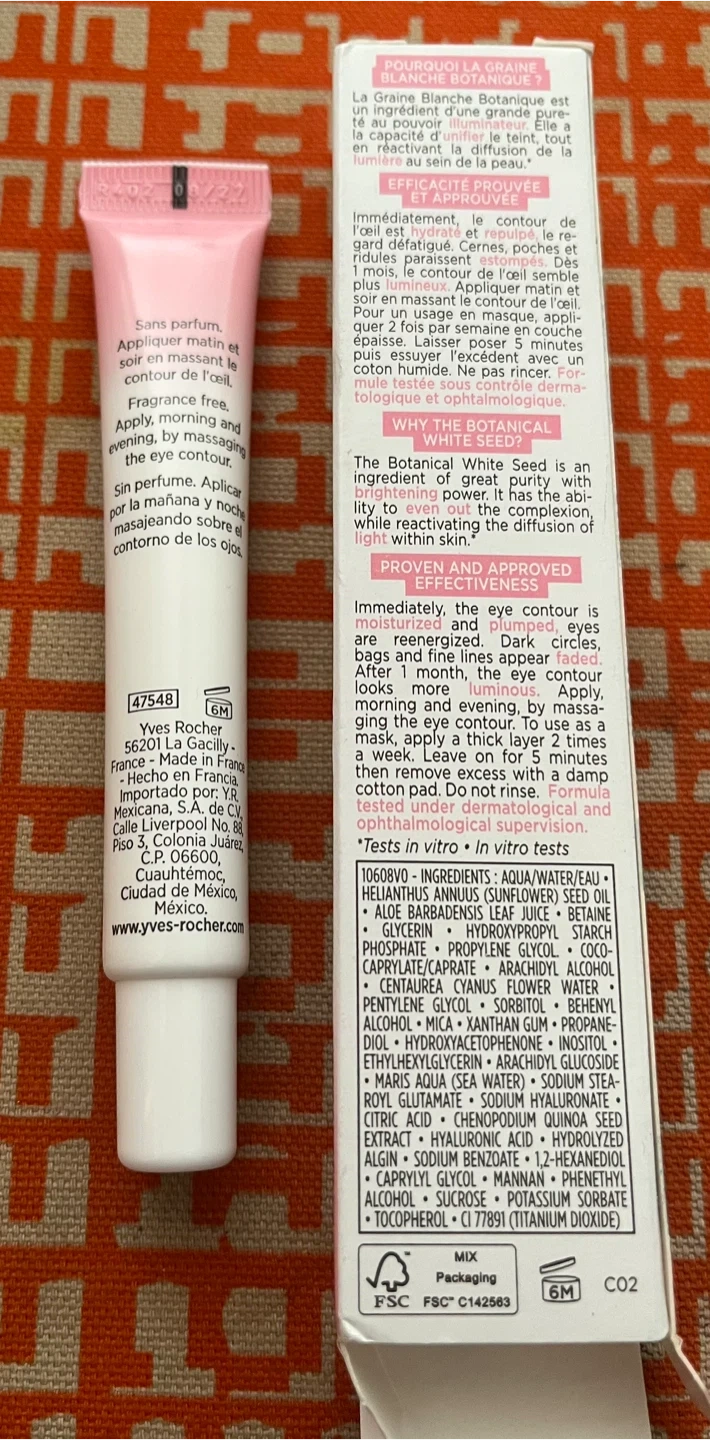 R402 08/27
Sans parfum.
Appliquer matin et
soir en massant le
contour de l'œil.
Fragrance free.
Apply, morning and
evening, by massaging
the eye contour.
Sin perfume. Aplicar
por la mañana y noche
masajeando sobre el
contorno de los ojos.
47548
6M
Yves Rocher
56201 La Gacilly -
France - Made in France
- Hecho en Francia.
Importado por: Y.R.
Mexicana, S.A. de C.V.
Calle Liverpool No. 88,
Piso 3, Colonia Juárez,
C.P. 06600,
Cuauhtémoc,
Ciudad de México,
México.
www.yves-rocher.com
POURQUOI LA GRAINE
BLANCHE BOTANIQUE ?
La Graine Blanche Botanique est
un ingrédient d'une grande pure-
té au pouvoir illuminateur. Elle a
la capacité d'unifier le teint, tout
en réactivant la diffusion de la
lumière au sein de la peau.*
EFFICACITÉ PROUVÉE
ET APPROUVÉE
Immédiatement, le contour de
l'œil est hydraté et repulpé, le re-
gard défatigué. Cernes, poches et
ridules paraissent estompés. Dès
1 mois, le contour de l'œil semble
plus lumineux. Appliquer matin et
soir en massant le contour de l'œil.
Pour un usage en masque, appli-
quer 2 fois par semaine en couche
épaisse. Laisser poser 5 minutes
puis essuyer l'excédent avec un
coton humide. Ne pas rincer. For-
mule testée sous contrôle derma-
tologique et ophtalmologique.
WHY THE BOTANICAL
WHITE SEED?
The Botanical White Seed is an
ingredient of great purity with
brightening power. It has the abi-
lity to even out the complexion,
while reactivating the diffusion of
light within skin.*
PROVEN AND APPROVED
EFFECTIVENESS
Immediately, the eye contour is
moisturized and plumped, eyes
are reenergized. Dark circles,
bags and fine lines appear faded.
After 1 month, the eye contour
looks more luminous. Apply,
morning and evening, by massa-
ging the eye contour. To use as a
mask, apply a thick layer 2 times
a week. Leave on for 5 minutes
then remove excess with a damp
cotton pad. Do not rinse. Formula
tested under dermatological and
ophthalmological supervision.
*Tests in vitro • In vitro tests
10608V0 - INGREDIENTS : AQUA/WATER/EAU •
HELIANTHUS ANNUUS (SUNFLOWER) SEED OIL
• ALOE BARBADENSIS LEAF JUICE • BETAINE
• GLYCERIN • HYDROXYPROPYL STARCH
PHOSPHATE • PROPYLENE GLYCOL • COCO-
CAPRYLATE/CAPRATE • ARACHIDYL ALCOHOL
• CENTAUREA CYANUS FLOWER WATER •
PENTYLENE GLYCOL • SORBITOL • BEHENYL
ALCOHOL • MICA • XANTHAN GUM • PROPANE-
DIOL • HYDROXYACETOPHENONE • INOSITOL •
ETHYLHEXYLGLYCERIN • ARACHIDYL GLUCOSIDE
• MARIS AQUA (SEA WATER) • SODIUM STEA-
ROYL GLUTAMATE • SODIUM HYALURONATE •
CITRIC ACID • CHENOPODIUM QUINOA SEED
EXTRACT • HYALURONIC ACID • HYDROLYZED
ALGIN • SODIUM BENZOATE • 1,2-HEXANEDIOL
• CAPRYLYL GLYCOL • MANNAN • PHENETHYL
ALCOHOL • SUCROSE • POTASSIUM SORBATE
• TOCOPHEROL • CI 77891 (TITANIUM DIOXIDE)
FSC™
MIX
Packaging
FSC™ C142563
6M
C02